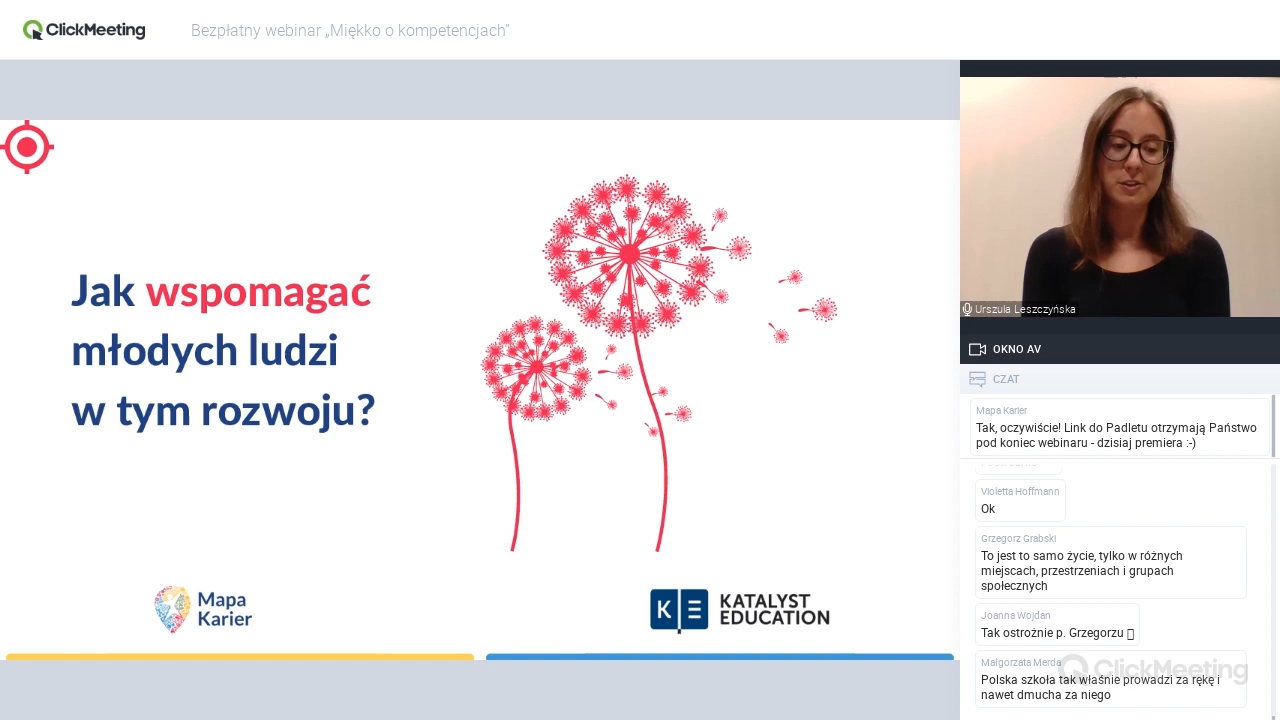 ClickMeeting
Bezpłatny webinar „Miękko o kompetencjach”
Jak wspomagać
młodych ludzi
w tym rozwoju?
Mapa
Karier
KE
KATALYST
EDUCATION
Urszula Leszczyńska
OKNO AV
CZAT
Mapa Karier
Tak, oczywiście! Link do Padletu otrzymają Państwo
pod koniec webinaru - dzisiaj premiera :-)
Violetta Hoffmann
Ok
Grzegorz Grabski
To jest to samo życie, tylko w różnych
miejscach, przestrzeniach i grupach
społecznych
Joanna Wojdan
Tak ostrożnie p. Grzegorzu
Małgorzata Merda
Polska szkoła tak właśnie prowadzi za rękę i
nawet dmucha za niego
ClickMeeting